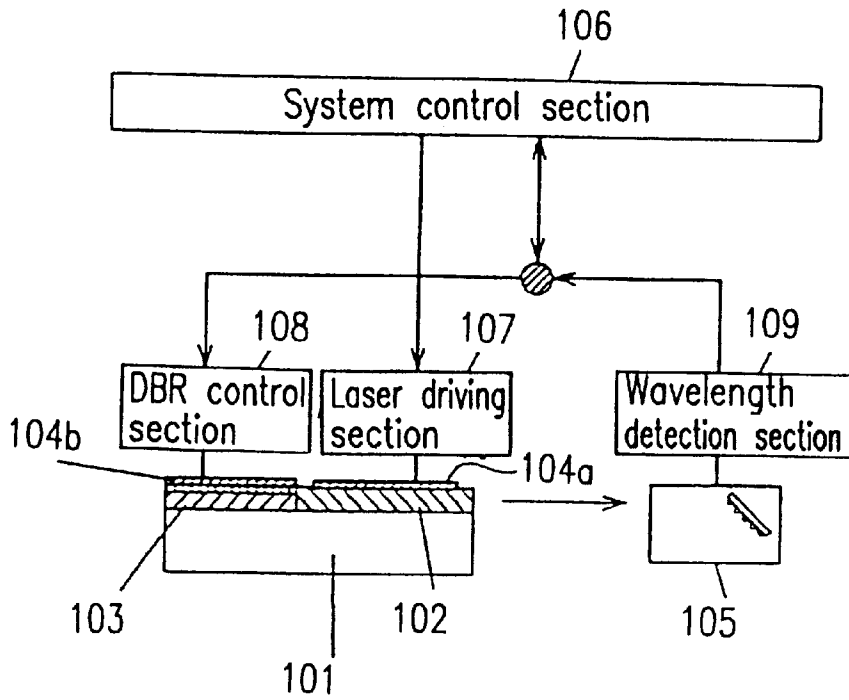 106
System control section
108
107
109
DBR control
section
Laser driving
section
Wavelength
detection section
104b
104a
103
102
105
101